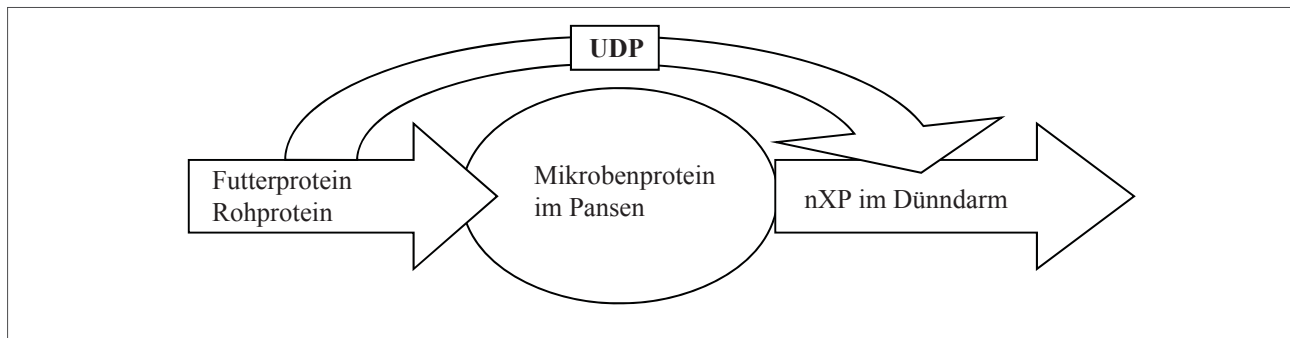 UDP
Futterprotein
Rohprotein
Mikrobenprotein
im Pansen
nXP im Dünndarm